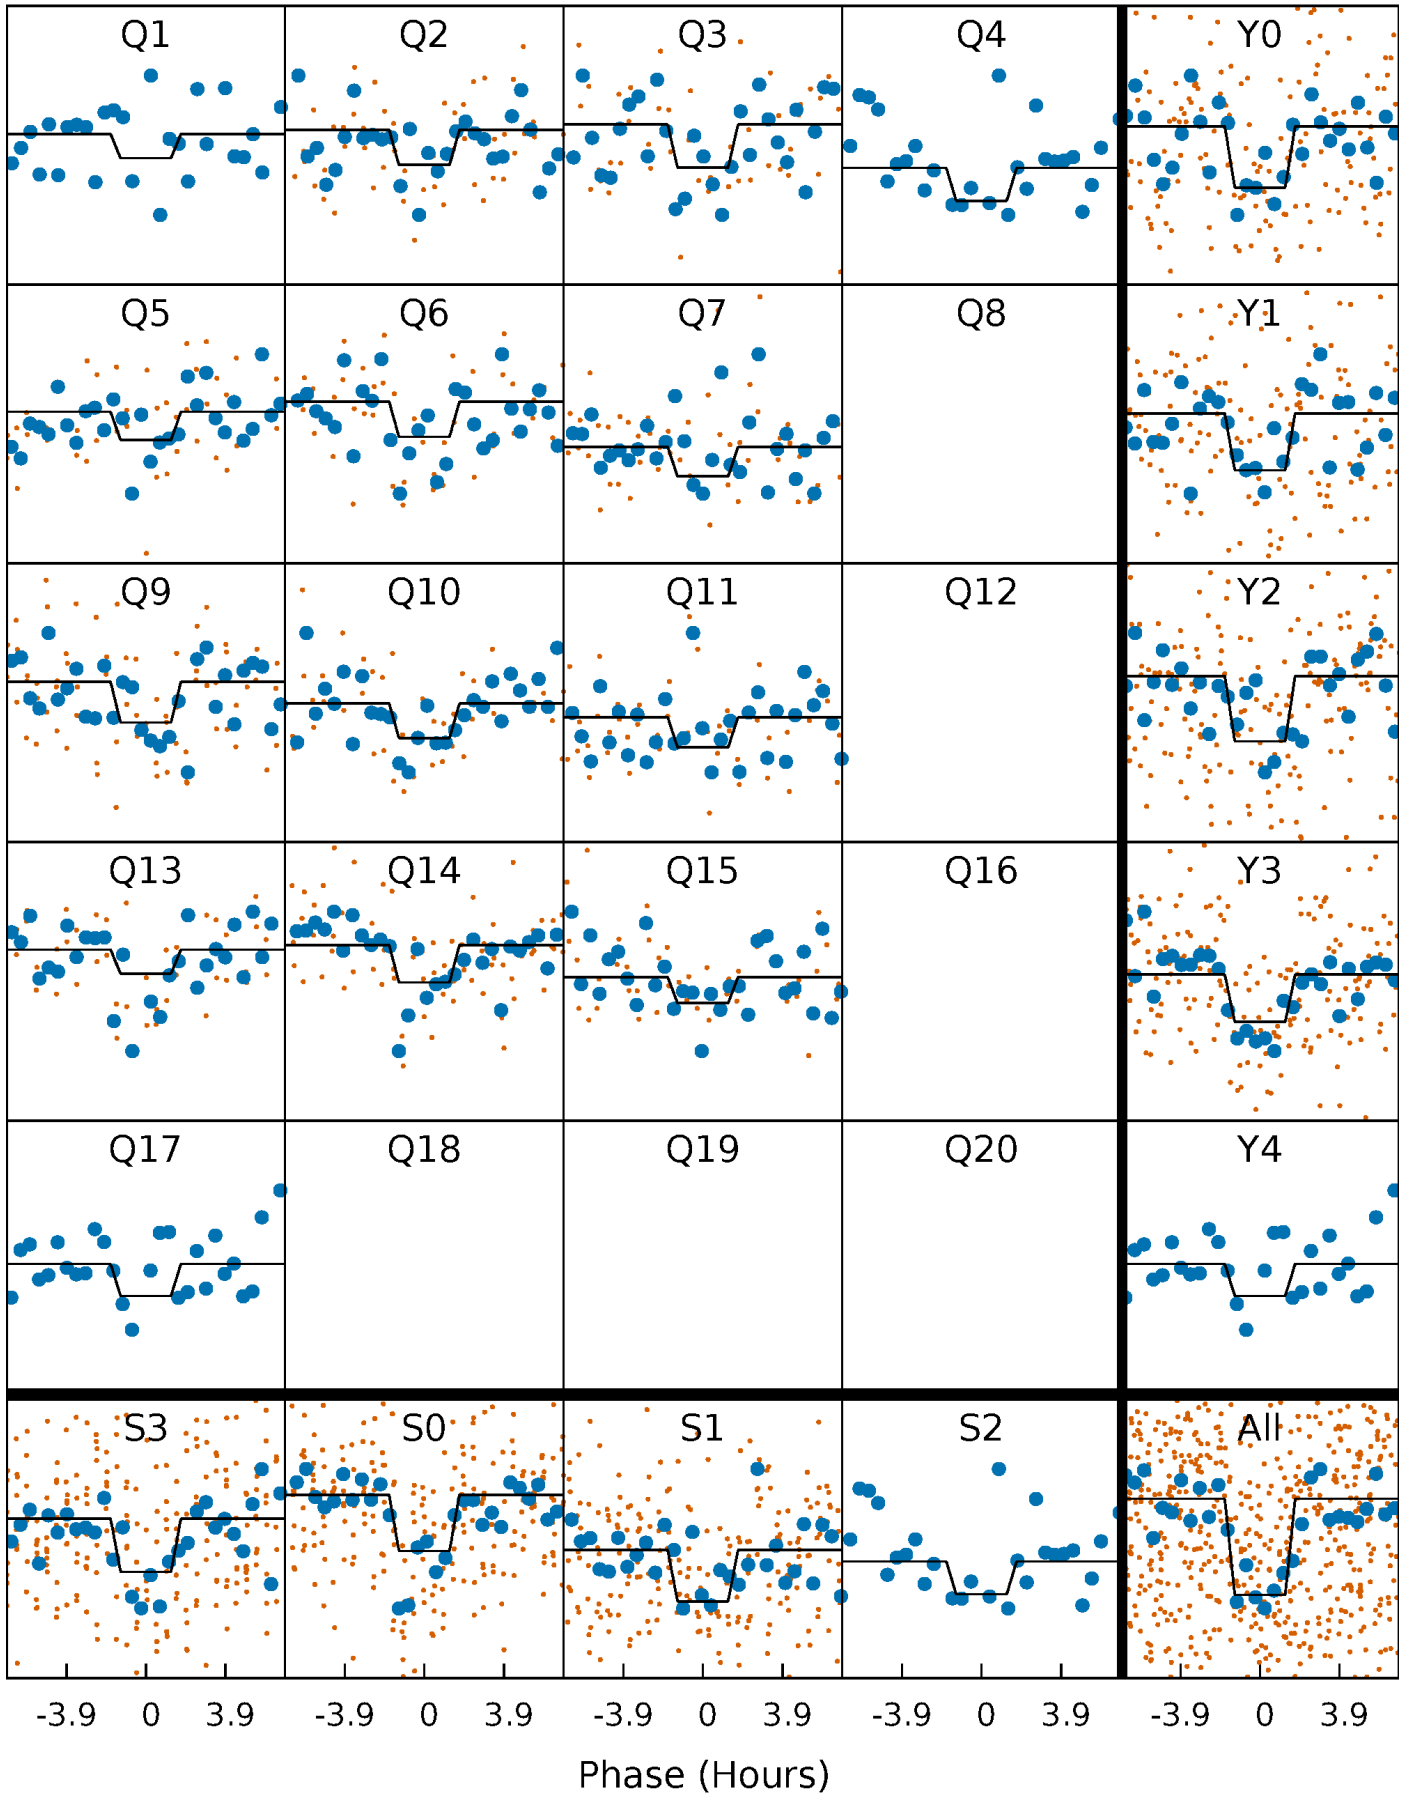 Q1 Q2 Q3 Q4 Y0
Q5 Q6 Q7 Q8 Y1
Q9 Q10 Q11 Q12 Y2
Q13 Q14 Q15 Q16 Y3
Q17 Q18 Q19 Q20 Y4
S3 S0 S1 S2 All
-3.9 0 3.9 -3.9 0 3.9 -3.9 0 3.9 -3.9 0 3.9 -3.9 0 3.9
Phase (Hours)